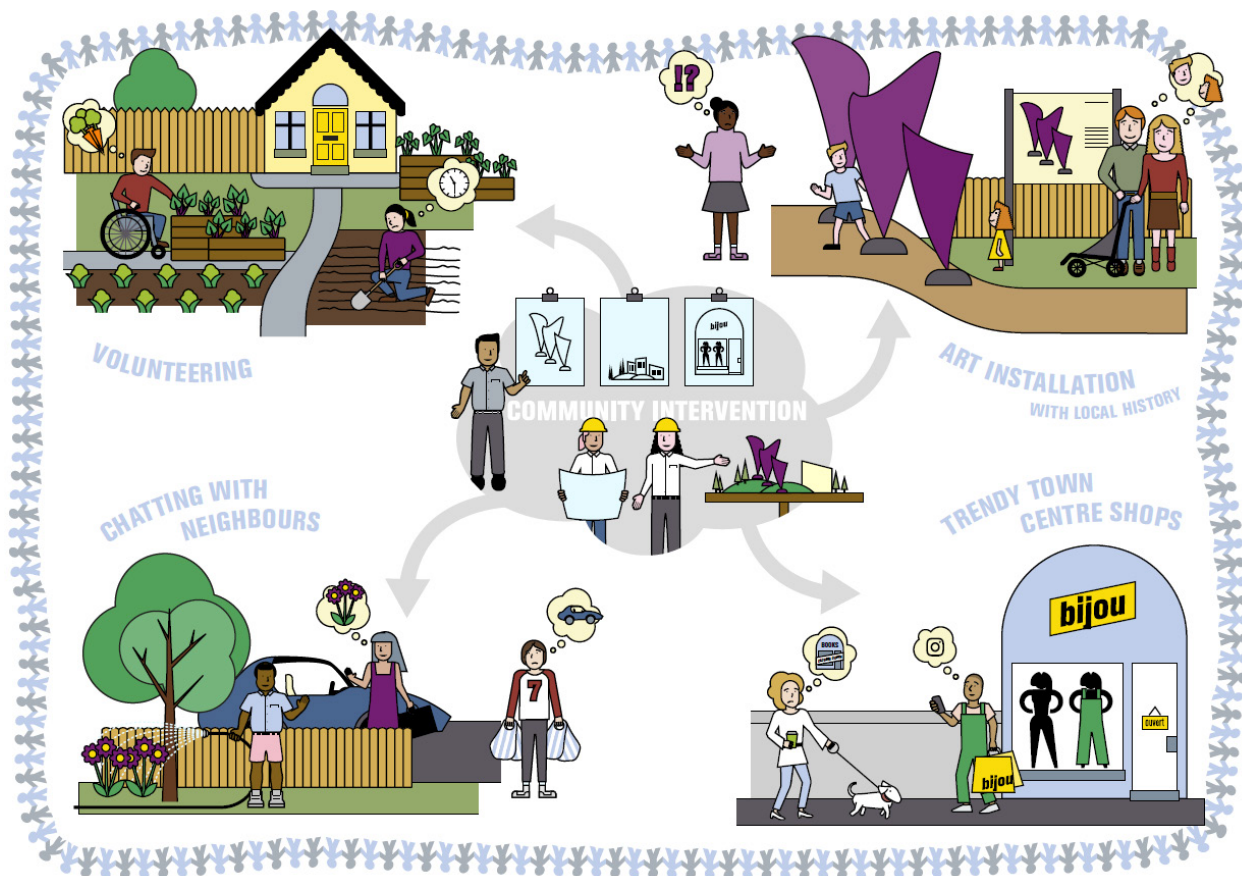 !?
VOLUNTEERING
ART INSTALLATION
WITH LOCAL HISTORY
bijou
COMMUNITY INTERVENTION
CHATTING WITH
NEIGHBOURS
TRENDY TOWN
CENTRE SHOPS
bijou
BOOKS
7
ouvert
bijou